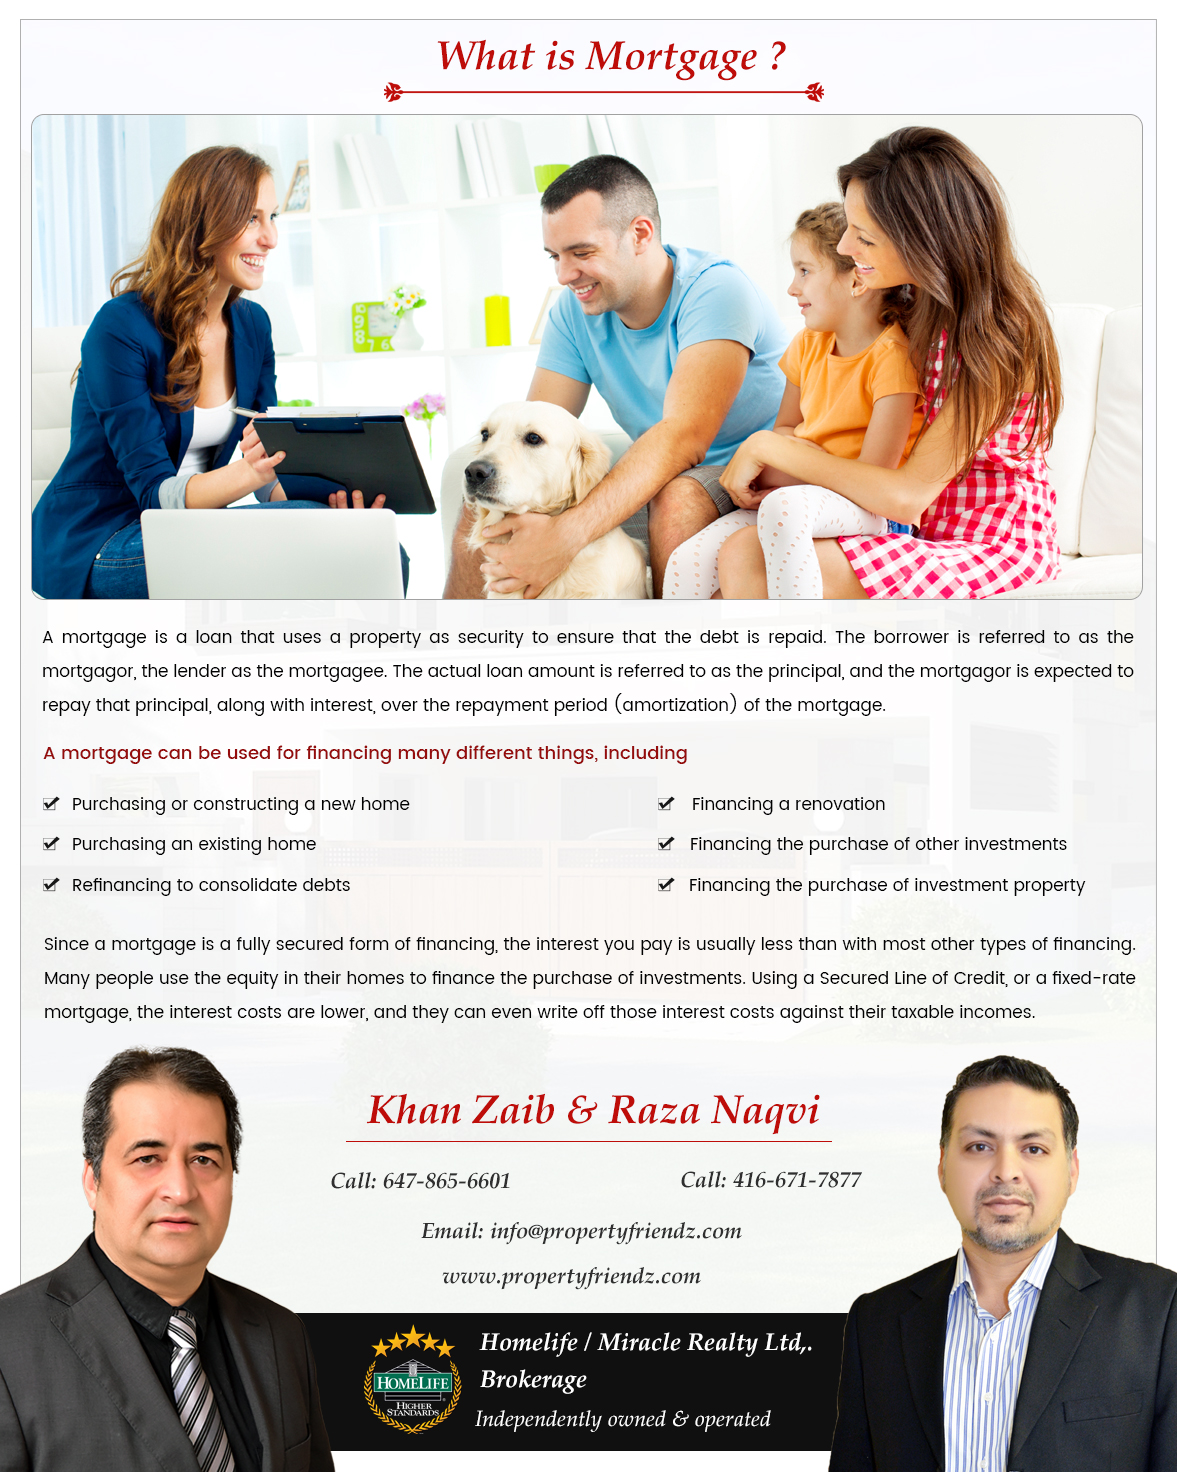 What is Mortgage ?
A mortgage is a loan that uses a property as security to ensure that the debt is repaid. The borrower is referred to as the
mortgagor, the lender as the mortgagee. The actual loan amount is referred to as the principal, and the mortgagor is expected to
repay that principal, along with interest, over the repayment period (amortization) of the mortgage.
A mortgage can be used for financing many different things, including
Purchasing or constructing a new home
Purchasing an existing home
Refinancing to consolidate debts
Financing a renovation
Financing the purchase of other investments
Financing the purchase of investment property
Since a mortgage is a fully secured form of financing, the interest you pay is usually less than with most other types of financing.
Many people use the equity in their homes to finance the purchase of investments. Using a Secured Line of Credit, or a fixed-rate
mortgage, the interest costs are lower, and they can even write off those interest costs against their taxable incomes.
Khan Zaib & Raza Naqvi
Call: 647-865-6601
Call: 416-671-7877
Email: info@propertyfriendz.com
www.propertyfriendz.com
HOMELIFE
HIGHER
STANDARDS
Homelife / Miracle Realty Ltd,.
Brokerage
Independently owned & operated